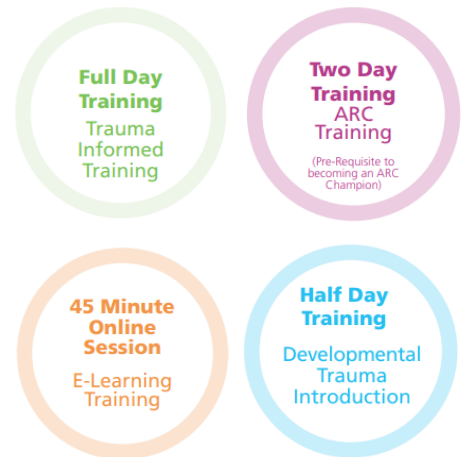 Full Day
Training
Trauma
Informed
Training
Two Day
Training
ARC
Training
(Pre-Requisite to
becoming an ARC
Champion)
45 Minute
Online
Session
E-Learning
Training
Half Day
Training
Developmental
Trauma
Introduction